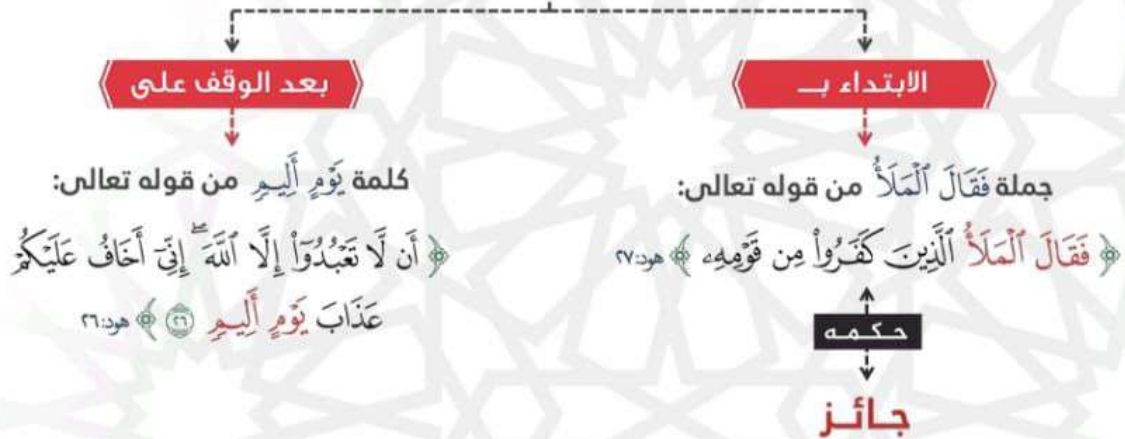 الابتداء بـ
جملة فَقَالَ ٱلْمَلَأُ من قوله تعالى:
﴿ فَقَالَ ٱلْمَلَأُ ٱلَّذِينَ كَفَرُوا۟ مِن قَوْمِهِۦ ﴾ هود:٢٧
حكمه
جائز
بعد الوقف على
كلمة يَوْمٍ أَلِيمٍ من قوله تعالى:
﴿ أَن لَّا تَعْبُدُوٓا۟ إِلَّا ٱللَّهَ ۖ إِنِّىٓ أَخَافُ عَلَيْكُمْ
عَذَابَ يَوْمٍ أَلِيمٍ ٢٦ ﴾ هود:٢٦